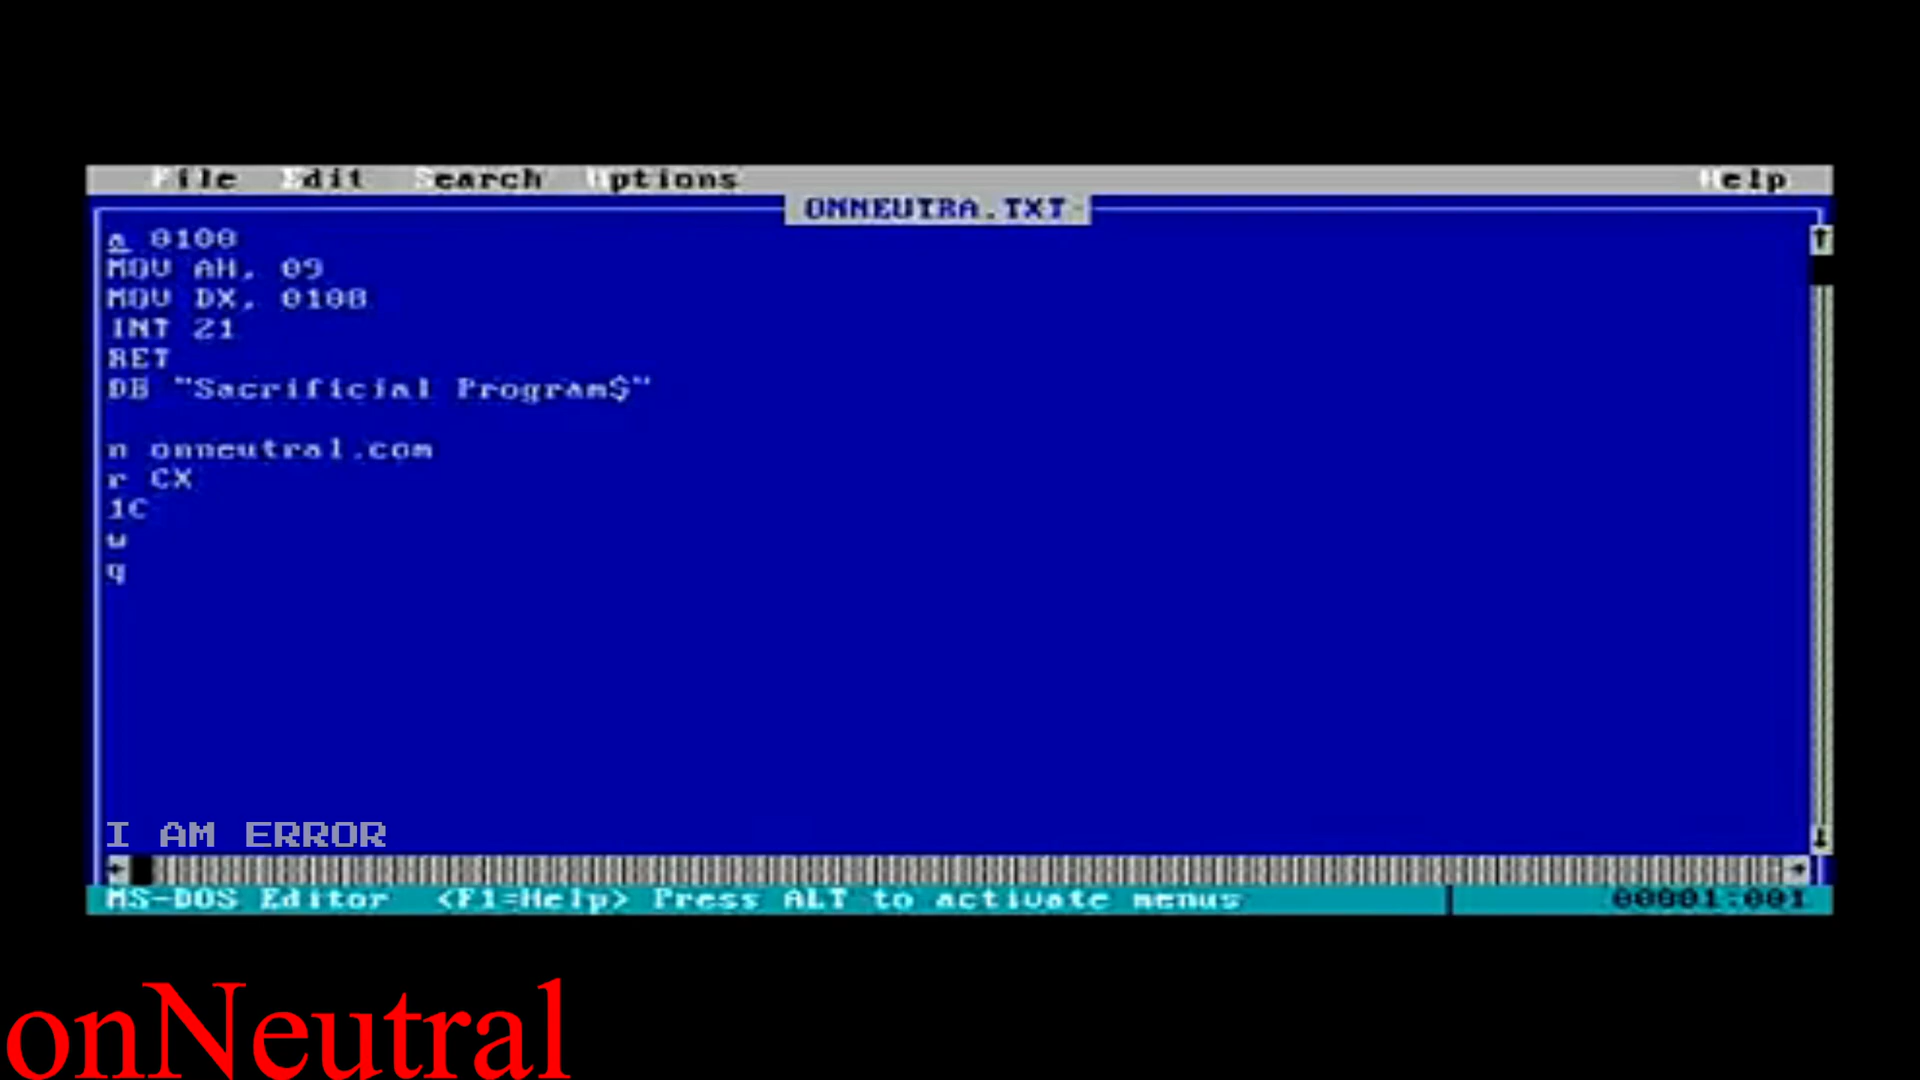 File Edit Search Options Help
ONNEUTRA.TXT
a 0100
MOV AH, 09
MOV DX, 0108
INT 21
RET
DB "Sacrificial Program$"
n onneutral.com
r CX
1C
w
q
I AM ERROR
MS-DOS Editor <F1=Help> Press ALT to activate menus 00001:001
onNeutral